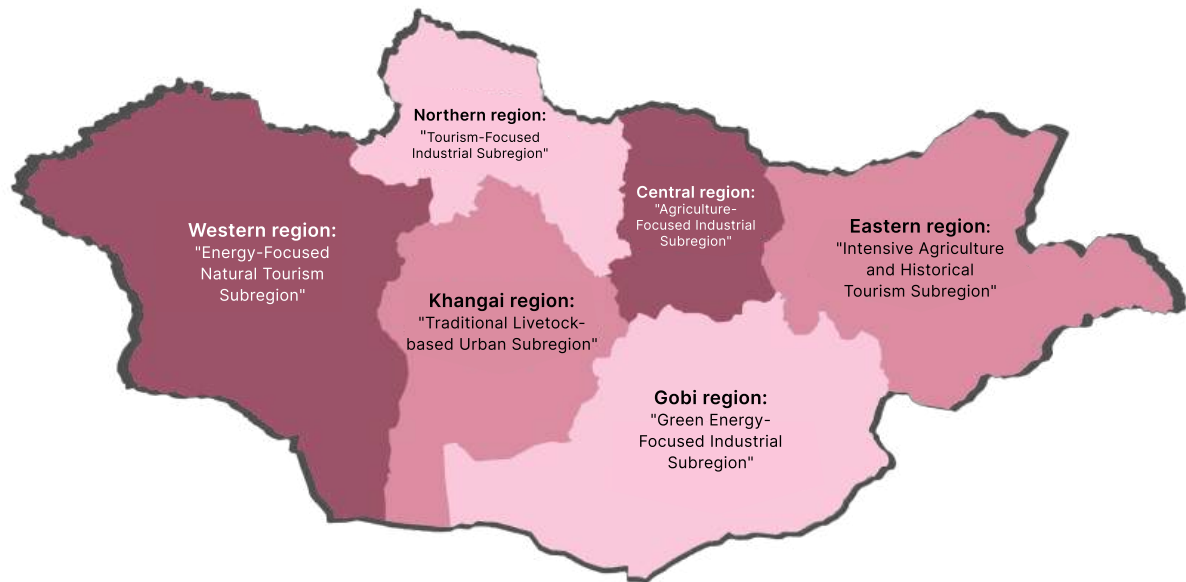 Northern region:
"Tourism-Focused
Industrial Subregion"
Central region:
"Agriculture-
Focused Industrial
Subregion"
Western region:
"Energy-Focused
Natural Tourism
Subregion"
Eastern region:
"Intensive Agriculture
and Historical
Tourism Subregion"
Khangai region:
"Traditional Livetock-
based Urban Subregion"
Gobi region:
"Green Energy-
Focused Industrial
Subregion"